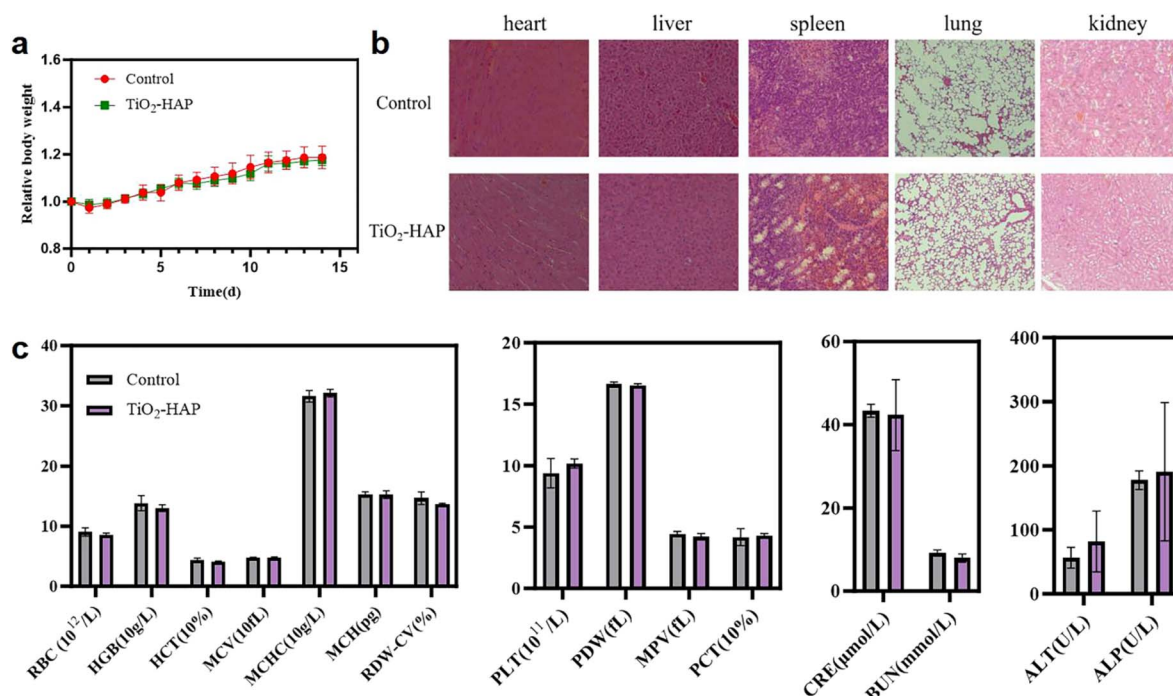 a
Relative body weight
1.6
1.4
1.2
1.0
0.8
Control
TiO₂-HAP
0
5
10
15
Time(d)
b
heart
liver
spleen
lung
kidney
Control
TiO₂-HAP
c
40
30
20
10
0
Control
TiO₂-HAP
RBC (10¹²/L)
HGB(10g/L)
HCT(10%)
MCV(10fL)
MCHC(10g/L)
MCH(pg)
RDW-CV(%)
20
15
10
5
0
PLT(10¹¹/L)
PDW(fL)
MPV(fL)
PCT(10%)
60
40
20
0
CRE(μmol/L)
BUN(mmol/L)
400
300
200
100
0
ALT(U/L)
ALP(U/L)